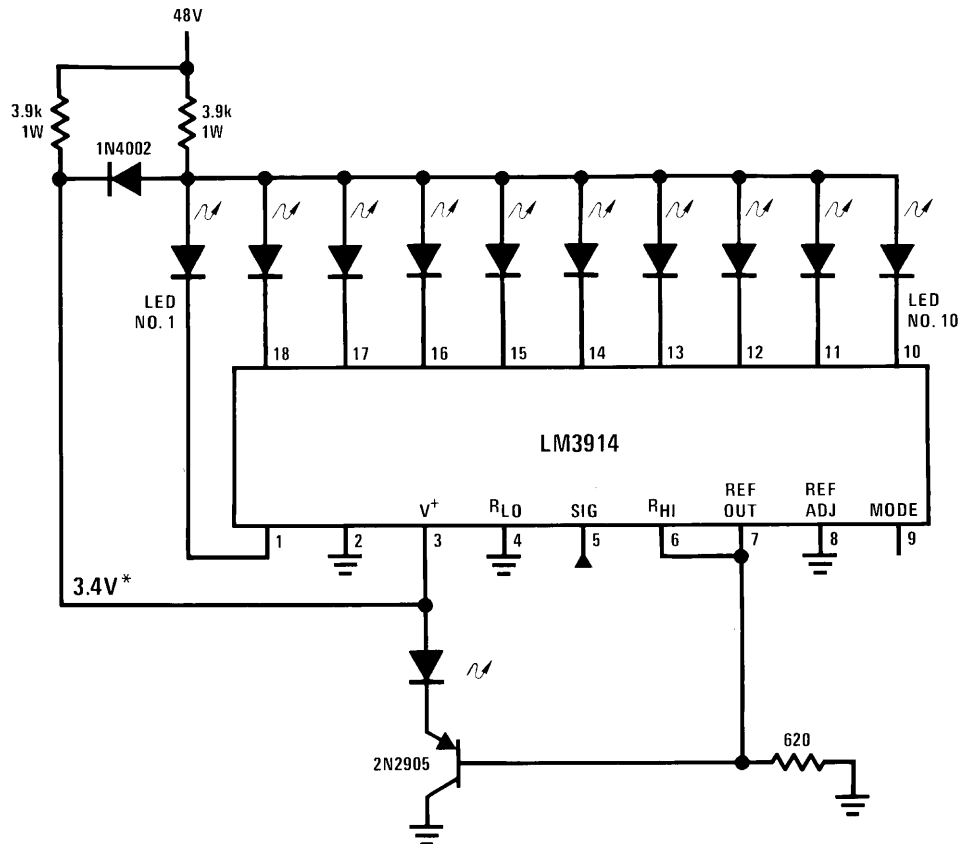 48V
3.9k
1W
3.9k
1W
1N4002
LED
NO. 1
LED
NO. 10
18
17
16
15
14
13
12
11
10
LM3914
V+
RLO
SIG
RHI
REF
OUT
REF
ADJ
MODE
1
2
3
4
5
6
7
8
9
3.4V*
2N2905
620